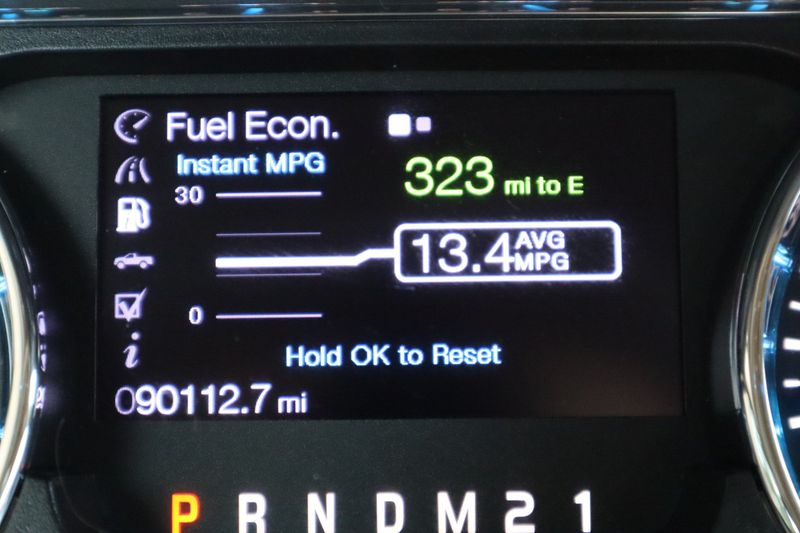 Fuel Econ.
Instant MPG
323 mi to E
30
13.4 AVG MPG
0
Hold OK to Reset
090112.7 mi
P R N D M 2 1